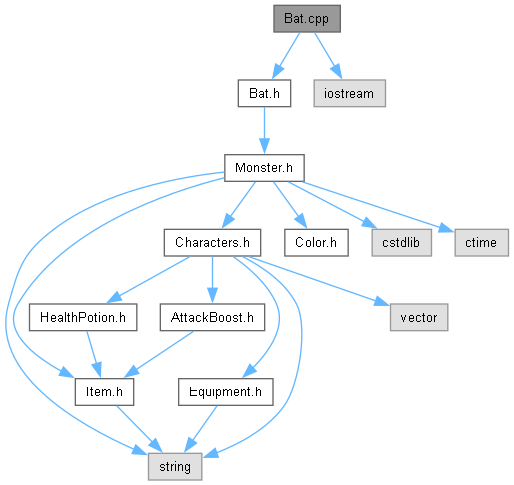 Bat.cpp
Bat.h
iostream
Monster.h
Characters.h
Color.h
cstdlib
ctime
HealthPotion.h
AttackBoost.h
vector
Item.h
Equipment.h
string